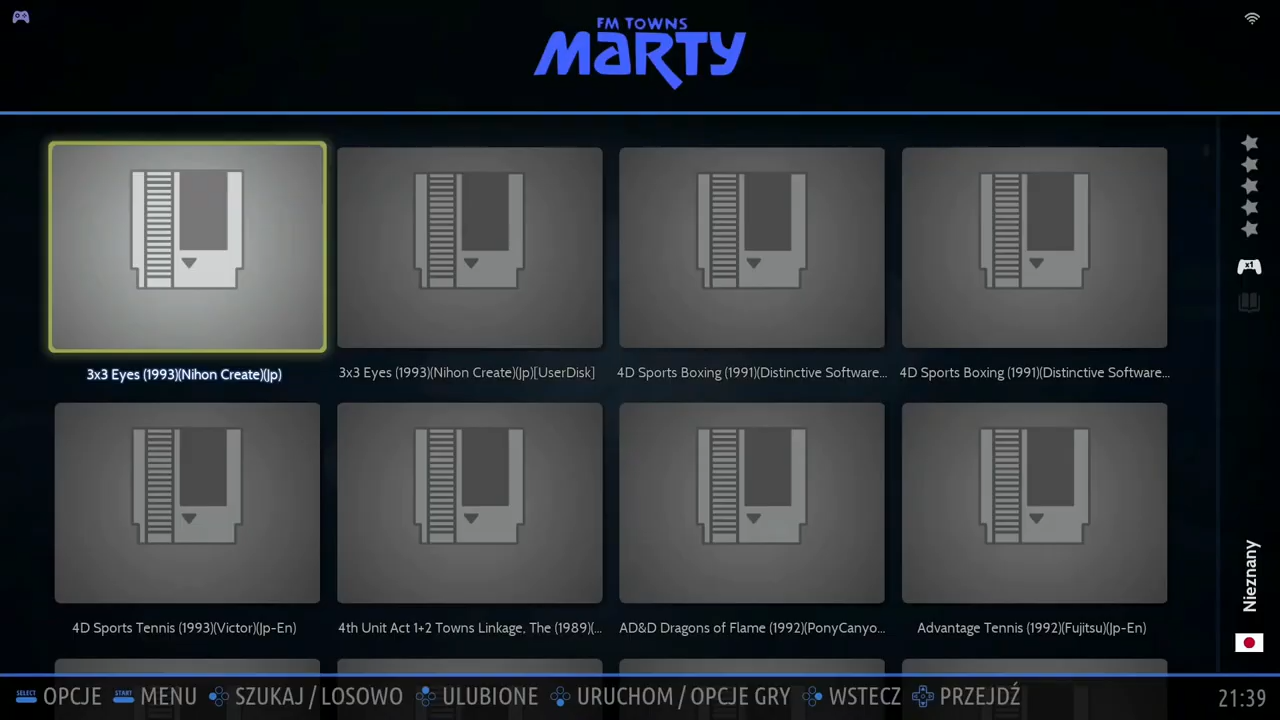 FM TOWNS
MARTY
3x3 Eyes (1993)(Nihon Create)(Jp)
3x3 Eyes (1993)(Nihon Create)(Jp)[UserDisk]
4D Sports Boxing (1991)(Distinctive Software...
4D Sports Boxing (1991)(Distinctive Software...
x1
4D Sports Tennis (1993)(Victor)(Jp-En)
4th Unit Act 1+2 Towns Linkage, The (1989)(...
AD&D Dragons of Flame (1992)(PonyCanyo...
Advantage Tennis (1992)(Fujitsu)(Jp-En)
Nieznany
SELECT OPCJE START MENU SZUKAJ / LOSOWO ULUBIONE URUCHOM / OPCJE GRY WSTECZ PRZEJDŹ 21:39